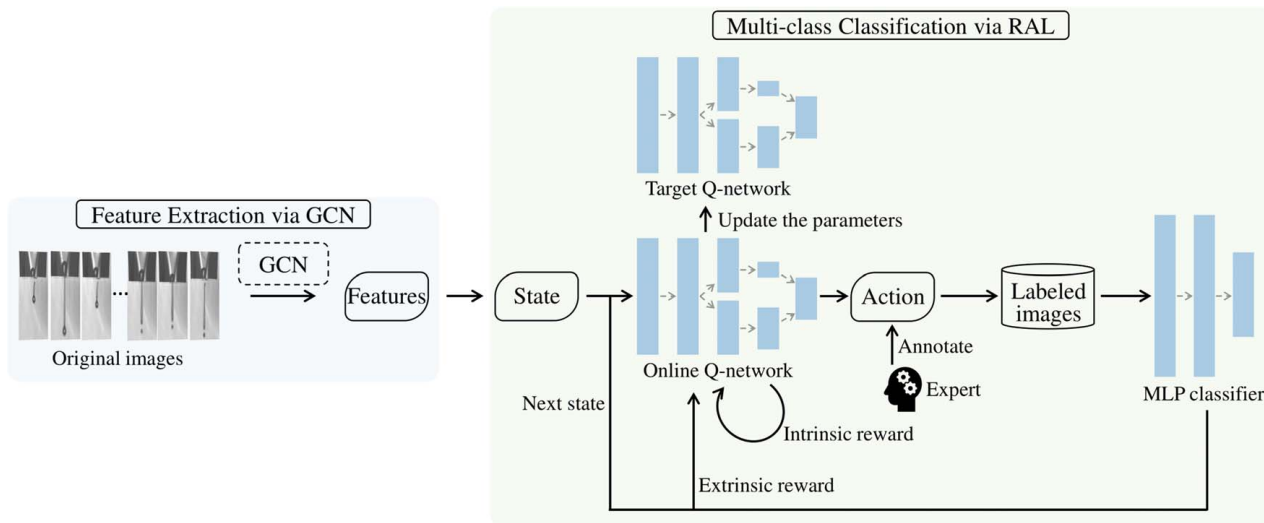 Multi-class Classification via RAL
Target Q-network
Update the parameters
Feature Extraction via GCN
GCN
Features
...
Original images
State
Action
Labeled
images
Annotate
Expert
Online Q-network
MLP classifier
Next state
Intrinsic reward
Extrinsic reward